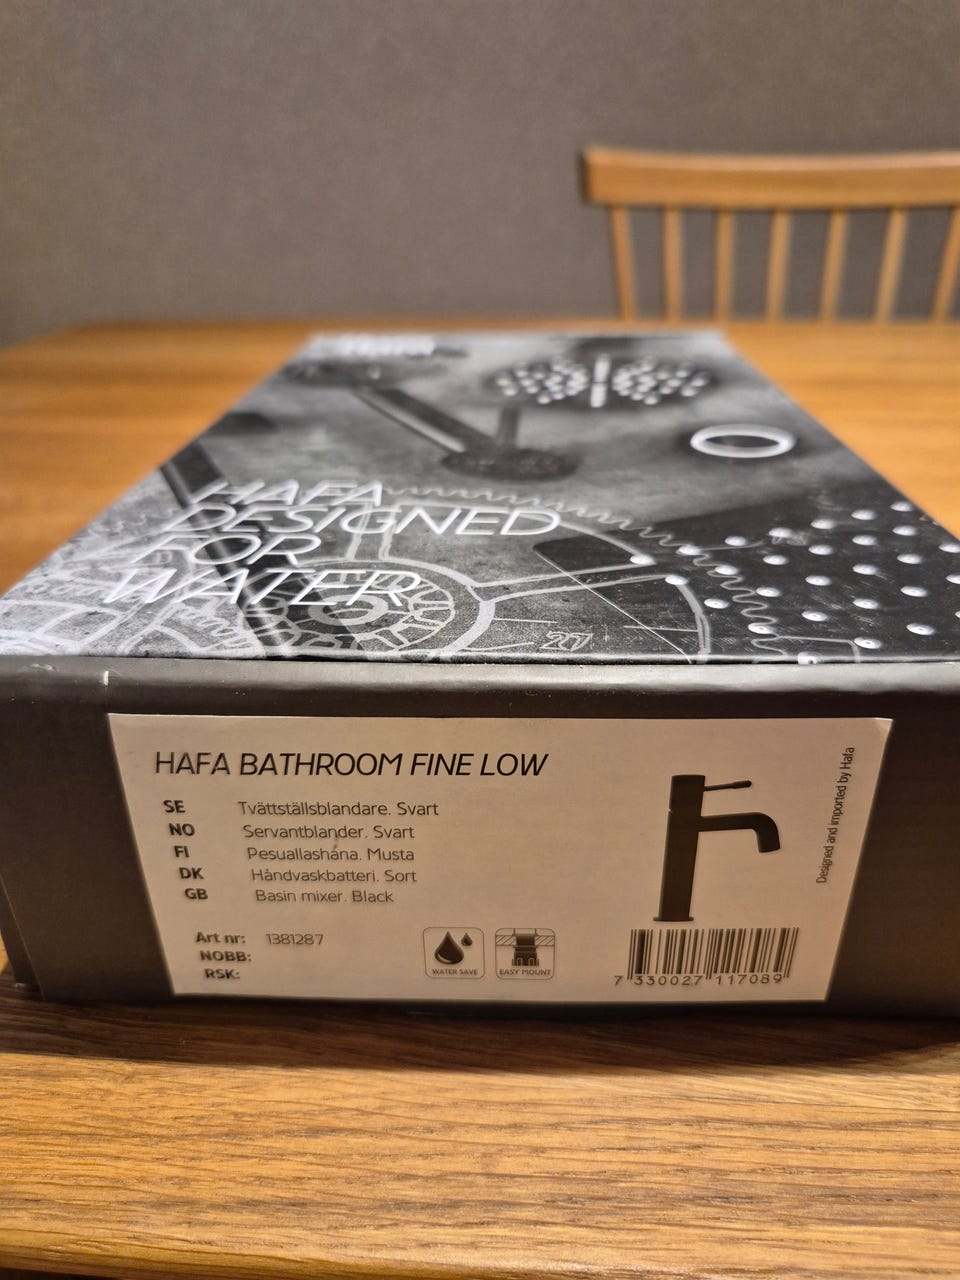 HAFA
DESIGNED
FOR
WATER
27
HAFA BATHROOM FINE LOW
SE Tvättställsblandare. Svart
NO Servantblander. Svart
FI Pesuallashana. Musta
DK Håndvaskbatteri. Sort
GB Basin mixer. Black
Art nr: 1381287
NOBB:
RSK:
WATER SAVE
EASY MOUNT
7 330027 117089
Designed and imported by Hafa